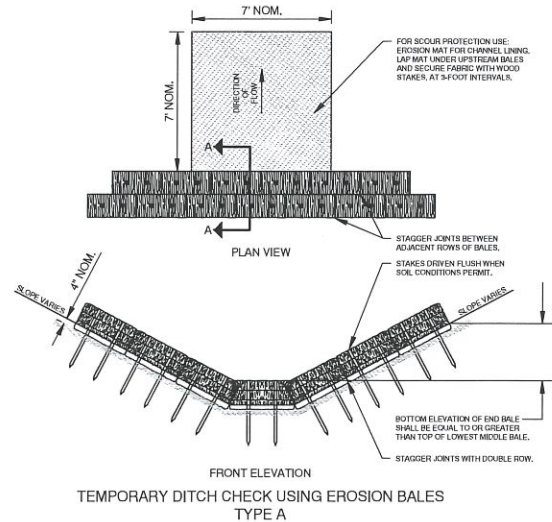 7' NOM.
FOR SCOUR PROTECTION USE:
EROSION MAT FOR CHANNEL LINING.
LAP MAT UNDER UPSTREAM BALES
AND SECURE FABRIC WITH WOOD
STAKES, AT 3-FOOT INTERVALS.
7' NOM.
DIRECTION
OF
FLOW
A
A
PLAN VIEW
STAGGER JOINTS BETWEEN
ADJACENT ROWS OF BALES.
STAKES DRIVEN FLUSH WHEN
SOIL CONDITIONS PERMIT.
4" NOM.
SLOPE VARIES
SLOPE VARIES
BOTTOM ELEVATION OF END BALE
SHALL BE EQUAL TO OR GREATER
THAN TOP OF LOWEST MIDDLE BALE.
STAGGER JOINTS WITH DOUBLE ROW.
FRONT ELEVATION
TEMPORARY DITCH CHECK USING EROSION BALES
TYPE A